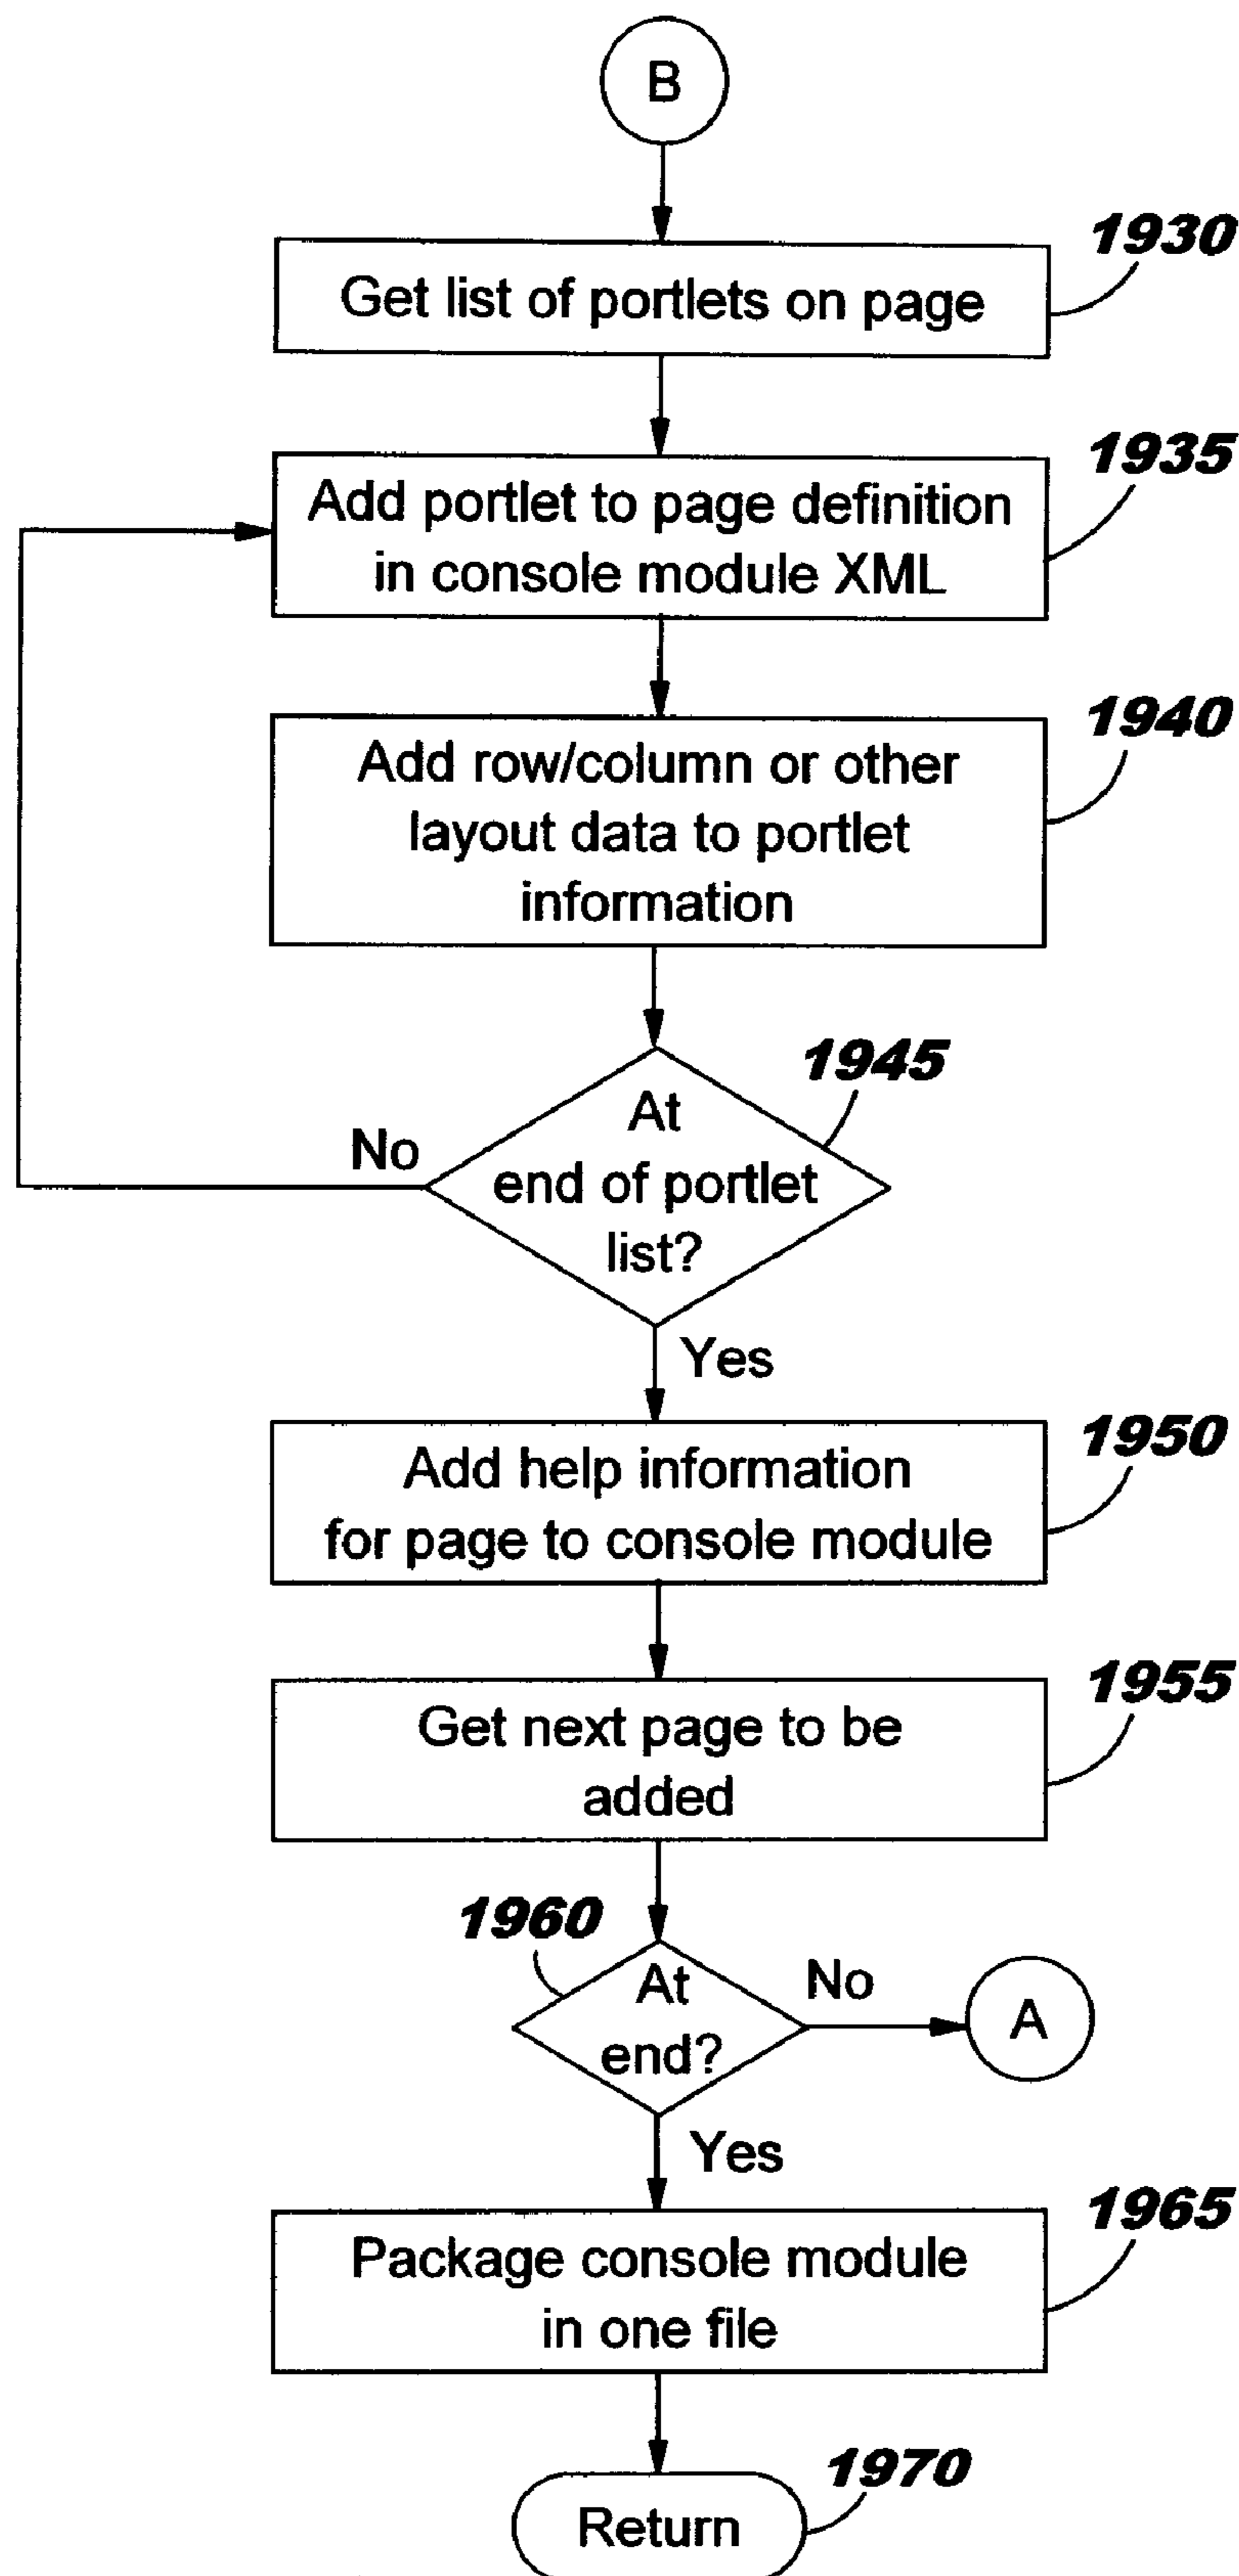 B
1930
Get list of portlets on page
1935
Add portlet to page definition
in console module XML
1940
Add row/column or other
layout data to portlet
information
1945
At
end of portlet
list?
No
Yes
1950
Add help information
for page to console module
1955
Get next page to be
added
1960
At
end?
No
A
Yes
1965
Package console module
in one file
1970
Return